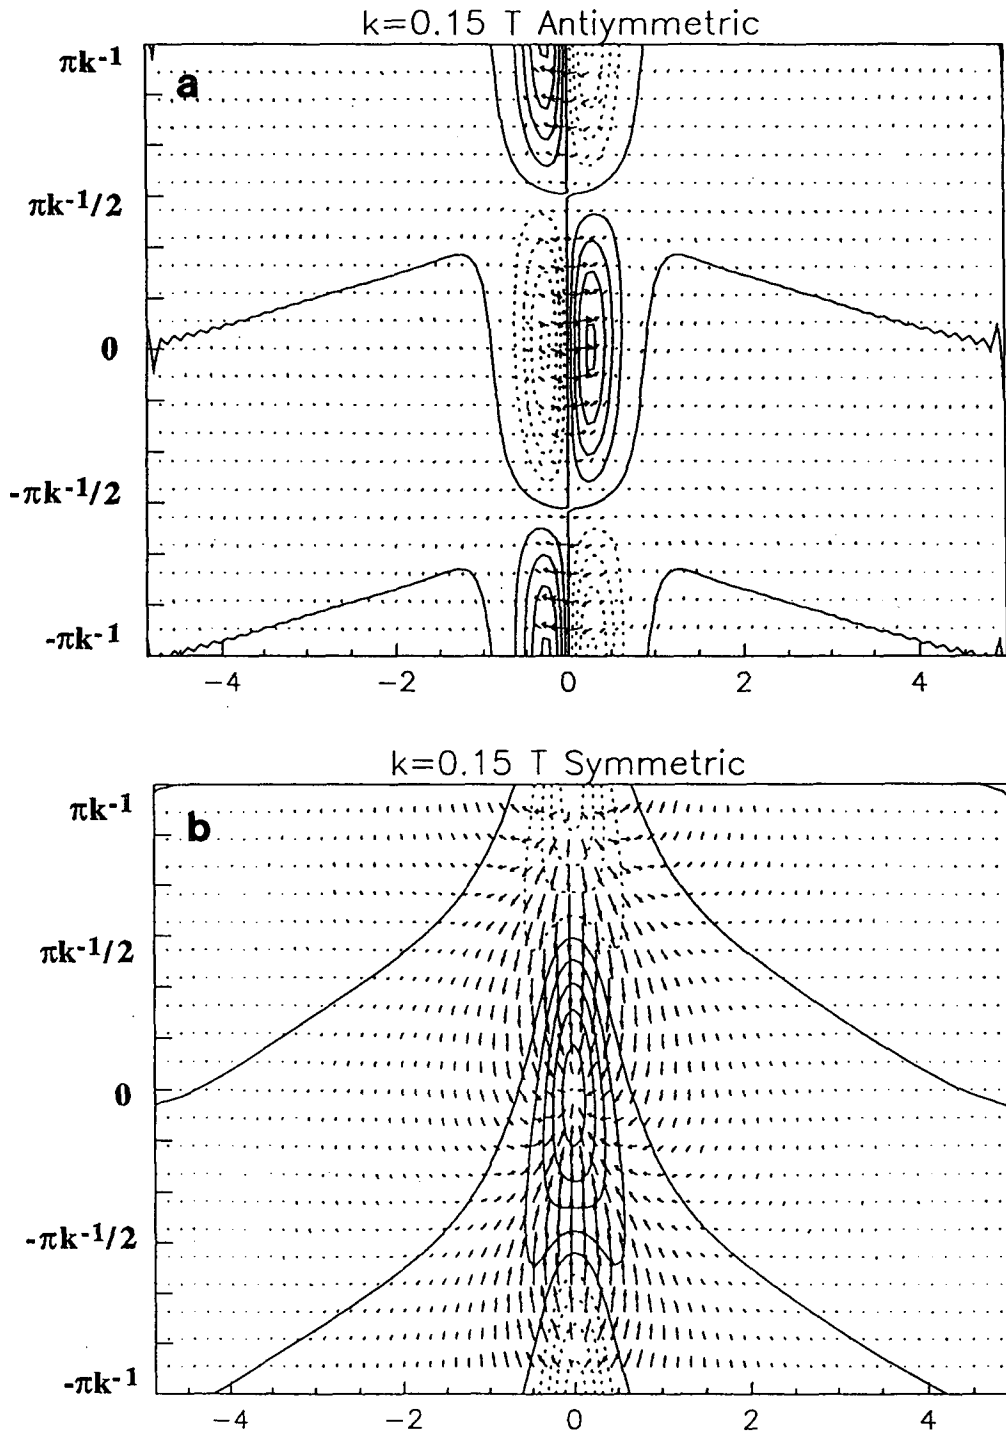 k=0.15 T Antiymmetric
a
πk-1
πk-1/2
0
-πk-1/2
-πk-1
-4 -2 0 2 4
k=0.15 T Symmetric
b
πk-1
πk-1/2
0
-πk-1/2
-πk-1
-4 -2 0 2 4